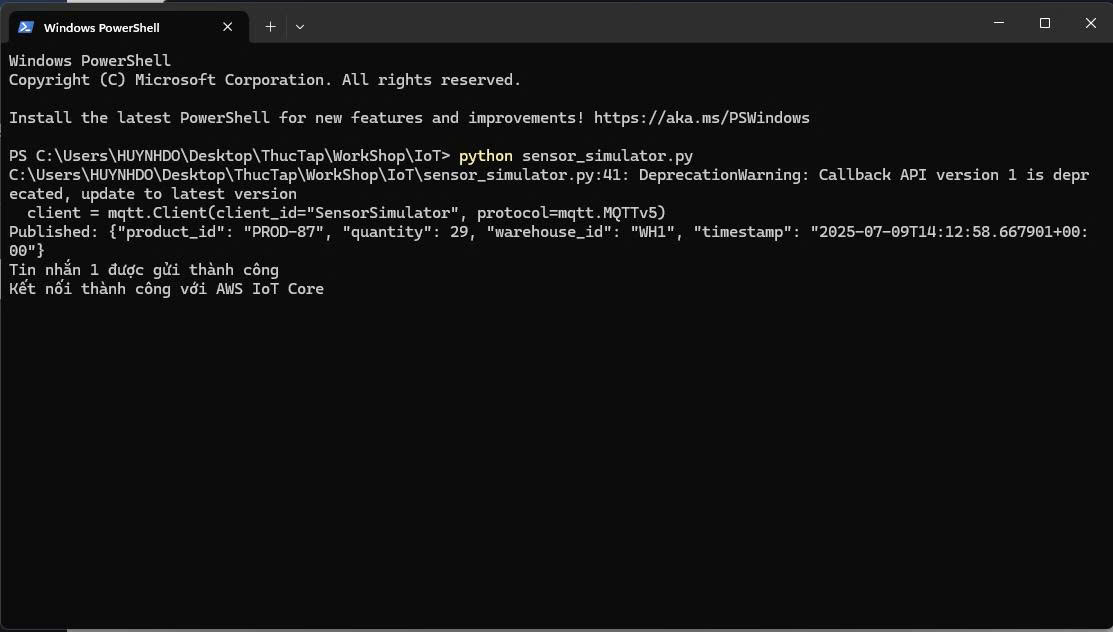 Windows PowerShell
Windows PowerShell
Copyright (C) Microsoft Corporation. All rights reserved.
Install the latest PowerShell for new features and improvements! https://aka.ms/PSWindows
PS C:\Users\HUYNHDO\Desktop\ThucTap\WorkShop\IoT> python sensor_simulator.py
C:\Users\HUYNHDO\Desktop\ThucTap\WorkShop\IoT\sensor_simulator.py:41: DeprecationWarning: Callback API version 1 is depr
ecated, update to latest version
  client = mqtt.Client(client_id="SensorSimulator", protocol=mqtt.MQTTv5)
Published: {"product_id": "PROD-87", "quantity": 29, "warehouse_id": "WH1", "timestamp": "2025-07-09T14:12:58.667901+00:
00"}
Tin nhắn 1 được gửi thành công
Kết nối thành công với AWS IoT Core